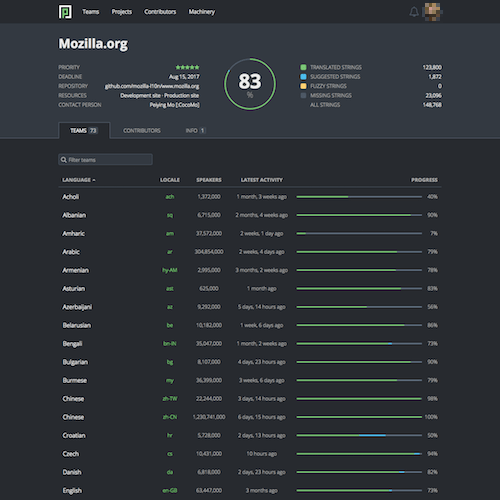 Teams Projects Contributors Machinery
Mozilla.org
PRIORITY ★★★★★
DEADLINE Aug 15, 2017
REPOSITORY github.com/mozilla-l10n/www.mozilla.org
RESOURCES Development site · Production site
CONTACT PERSON Peiying Mo [:CocoMo]
83
%
TRANSLATED STRINGS 123,800
SUGGESTED STRINGS 1,872
FUZZY STRINGS 0
MISSING STRINGS 23,096
ALL STRINGS 148,768
TEAMS 73 CONTRIBUTORS INFO 1
Filter teams
LANGUAGE LOCALE SPEAKERS LATEST ACTIVITY PROGRESS
Acholi ach 1,372,000 1 month, 3 weeks ago 40%
Albanian sq 6,715,000 2 months, 4 weeks ago 90%
Amharic am 37,572,000 2 weeks, 1 day ago 7%
Arabic ar 304,854,000 2 weeks, 4 days ago 79%
Armenian hy-AM 2,995,000 3 months, 2 weeks ago 78%
Asturian ast 625,000 1 month ago 83%
Azerbaijani az 9,292,000 5 days, 14 hours ago 56%
Belarusian be 10,182,000 1 week, 6 days ago 86%
Bengali bn-IN 35,047,000 1 month, 2 weeks ago 73%
Bulgarian bg 8,107,000 4 days, 23 hours ago 90%
Burmese my 36,399,000 3 weeks, 6 days ago 79%
Chinese zh-TW 22,244,000 3 days, 14 hours ago 98%
Chinese zh-CN 1,230,741,000 6 days, 15 hours ago 100%
Croatian hr 5,728,000 2 days, 13 hours ago 50%
Czech cs 10,431,000 10 hours ago 94%
Danish da 6,818,000 2 days, 23 hours ago 82%
English en-GB 63,447,000 3 months ago 73%